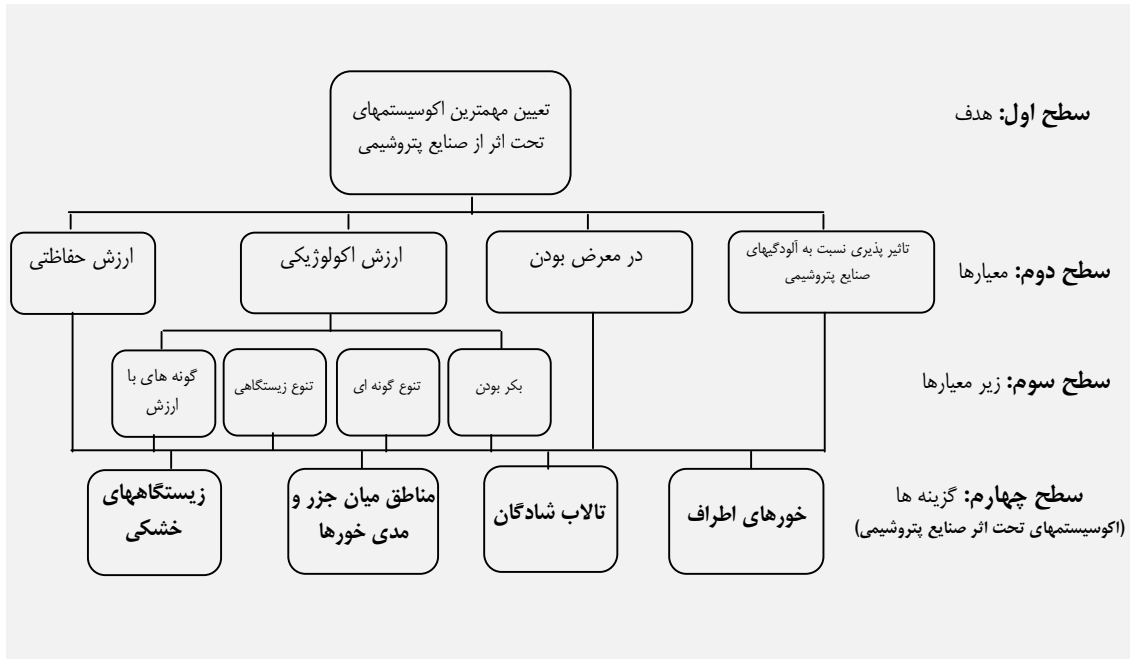 سطح اول: هدف
تعیین مهمترین اکوسیستمهای
تحت اثر از صنایع پتروشیمی
سطح دوم: معیارها
تاثیر پذیری نسبت به آلودگیهای
صنایع پتروشیمی
در معرض بودن
ارزش اکولوژیکی
ارزش حفاظتی
سطح سوم: زیر معیارها
بکر بودن
تنوع گونه ای
تنوع زیستگاهی
گونه های با
ارزش
سطح چهارم: گزینه ها
(اکوسیستمهای تحت اثر صنایع پتروشیمی)
خورهای اطراف
تالاب شادگان
مناطق میان جزر و
مدی خورها
زیستگاههای
خشکی